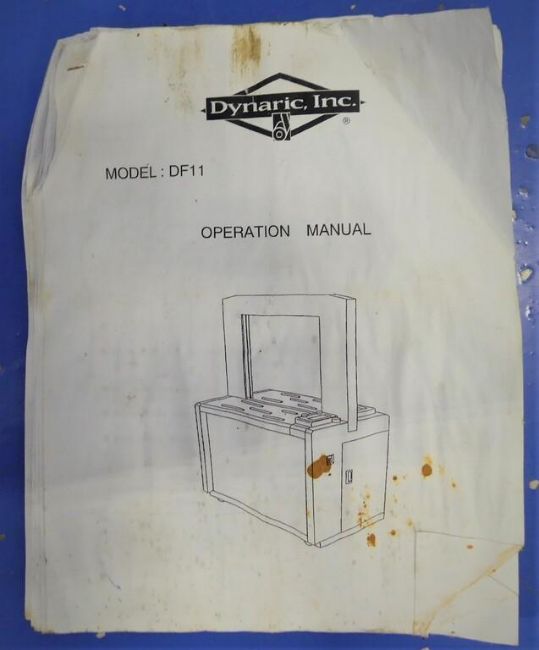 Dynaric, Inc.
®
MODEL : DF11
OPERATION MANUAL